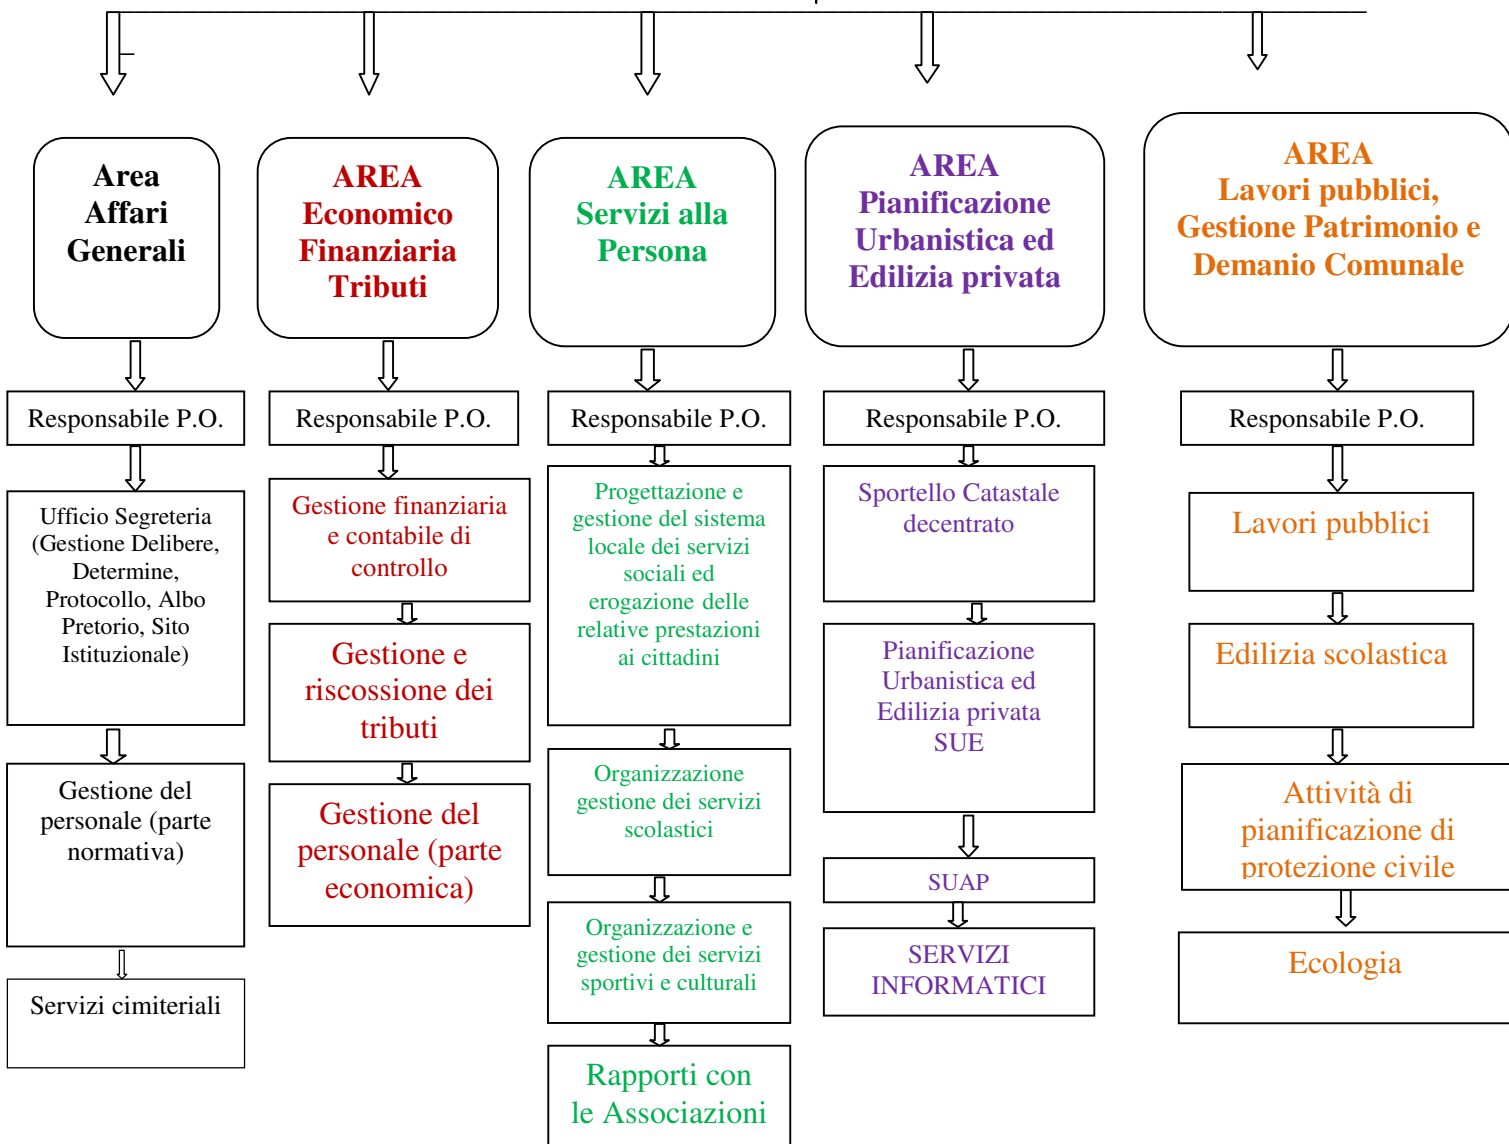 Area
Affari
Generali
Responsabile P.O.
Ufficio Segreteria
(Gestione Delibere,
Determine,
Protocollo, Albo
Pretorio, Sito
Istituzionale)
Gestione del
personale (parte
normativa)
Servizi cimiteriali
AREA
Economico
Finanziaria
Tributi
Responsabile P.O.
Gestione finanziaria
e contabile di
controllo
Gestione e
riscossione dei
tributi
Gestione del
personale (parte
economica)
AREA
Servizi alla
Persona
Responsabile P.O.
Progettazione e
gestione del sistema
locale dei servizi
sociali ed
erogazione delle
relative prestazioni
ai cittadini
Organizzazione
gestione dei servizi
scolastici
Organizzazione e
gestione dei servizi
sportivi e culturali
Rapporti con
le Associazioni
AREA
Pianificazione
Urbanistica ed
Edilizia privata
Responsabile P.O.
Sportello Catastale
decentrato
Pianificazione
Urbanistica ed
Edilizia privata
SUE
SUAP
SERVIZI
INFORMATICI
AREA
Lavori pubblici,
Gestione Patrimonio e
Demanio Comunale
Responsabile P.O.
Lavori pubblici
Edilizia scolastica
Attività di
pianificazione di
protezione civile
Ecologia